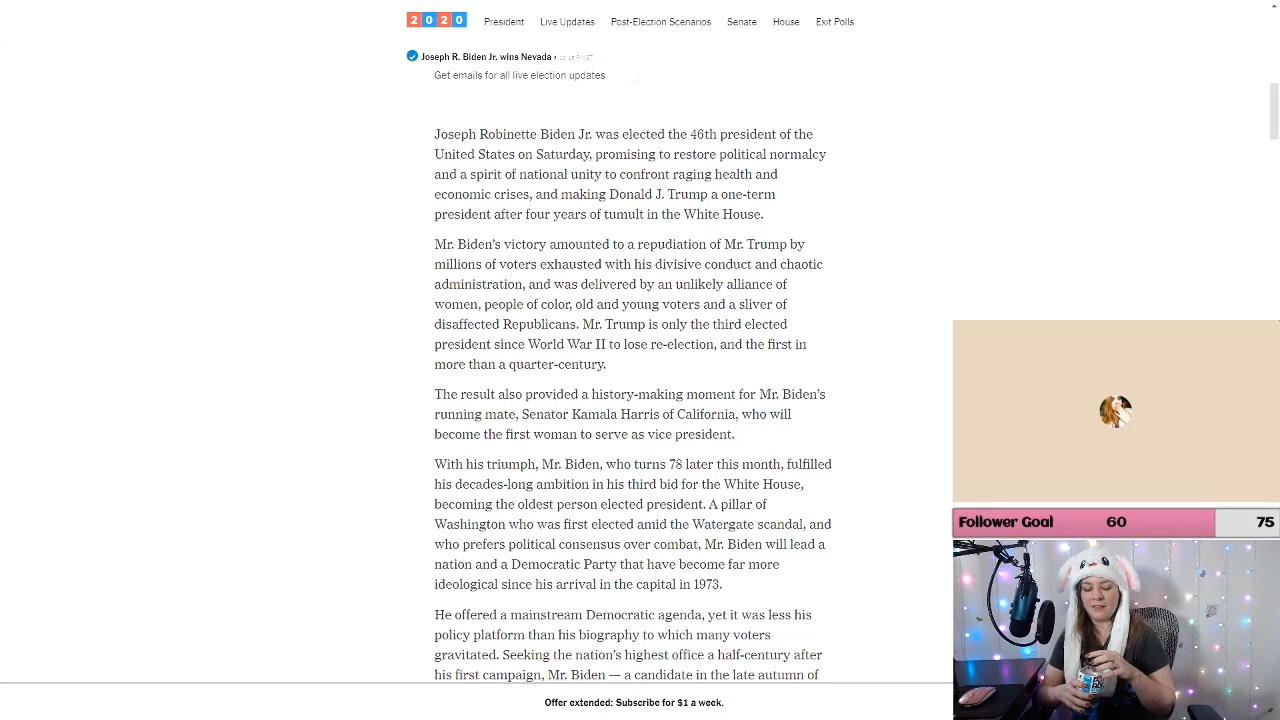 2020
President Live Updates Post-Election Scenarios Senate House Exit Polls
Joseph R. Biden Jr. wins Nevada ›
Get emails for all live election updates
Joseph Robinette Biden Jr. was elected the 46th president of the
United States on Saturday, promising to restore political normalcy
and a spirit of national unity to confront raging health and
economic crises, and making Donald J. Trump a one-term
president after four years of tumult in the White House.
Mr. Biden’s victory amounted to a repudiation of Mr. Trump by
millions of voters exhausted with his divisive conduct and chaotic
administration, and was delivered by an unlikely alliance of
women, people of color, old and young voters and a sliver of
disaffected Republicans. Mr. Trump is only the third elected
president since World War II to lose re-election, and the first in
more than a quarter-century.
The result also provided a history-making moment for Mr. Biden’s
running mate, Senator Kamala Harris of California, who will
become the first woman to serve as vice president.
With his triumph, Mr. Biden, who turns 78 later this month, fulfilled
his decades-long ambition in his third bid for the White House,
becoming the oldest person elected president. A pillar of
Washington who was first elected amid the Watergate scandal, and
who prefers political consensus over combat, Mr. Biden will lead a
nation and a Democratic Party that have become far more
ideological since his arrival in the capital in 1973.
He offered a mainstream Democratic agenda, yet it was less his
policy platform than his biography to which many voters
gravitated. Seeking the nation’s highest office a half-century after
his first campaign, Mr. Biden — a candidate in the late autumn of
Offer extended: Subscribe for $1 a week.
Follower Goal 60 75